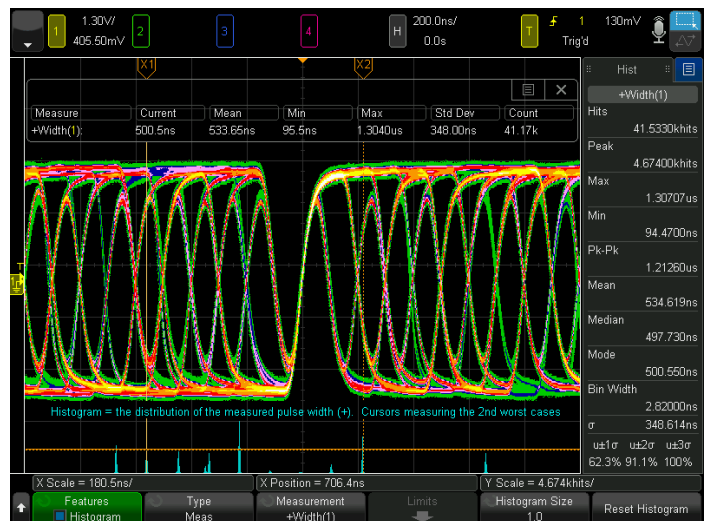 1 1.30V/ 405.50mV 2 3 4 H 200.0ns/ 0.0s T 1 130mV Trig'd
X1 X2
Hist
+Width(1)
Measure Current Mean Min Max Std Dev Count
+Width(1): 500.5ns 533.65ns 95.5ns 1.3040us 348.00ns 41.17k
Hits
41.5330khits
Peak
4.67400khits
Max
1.30707us
Min
94.4700ns
Pk-Pk
1.21260us
Mean
534.619ns
Median
497.730ns
Mode
500.550ns
Bin Width
2.82000ns
σ
348.614ns
u±1σ u±2σ u±3σ
62.3% 91.1% 100%
T
1
Histogram = the distribution of the measured pulse width (+). Cursors measuring the 2nd worst cases
X Scale = 180.5ns/ X Position = 706.4ns Y Scale = 4.674khits/
Features Type Measurement Limits Histogram Size Reset Histogram
Histogram Meas +Width(1) 1.0